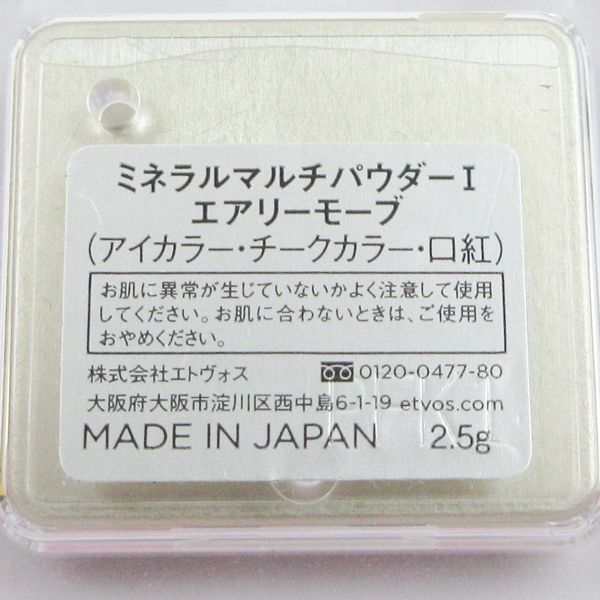 ミネラルマルチパウダーI
エアリーモーブ
(アイカラー・チークカラー・口紅)
お肌に異常が生じていないかよく注意して使用
してください。お肌に合わないときは、ご使用を
おやめください。
株式会社エトヴォス 0120-0477-80
大阪府大阪市淀川区西中島6-1-19 etvos.com
MADE IN JAPAN 2.5g